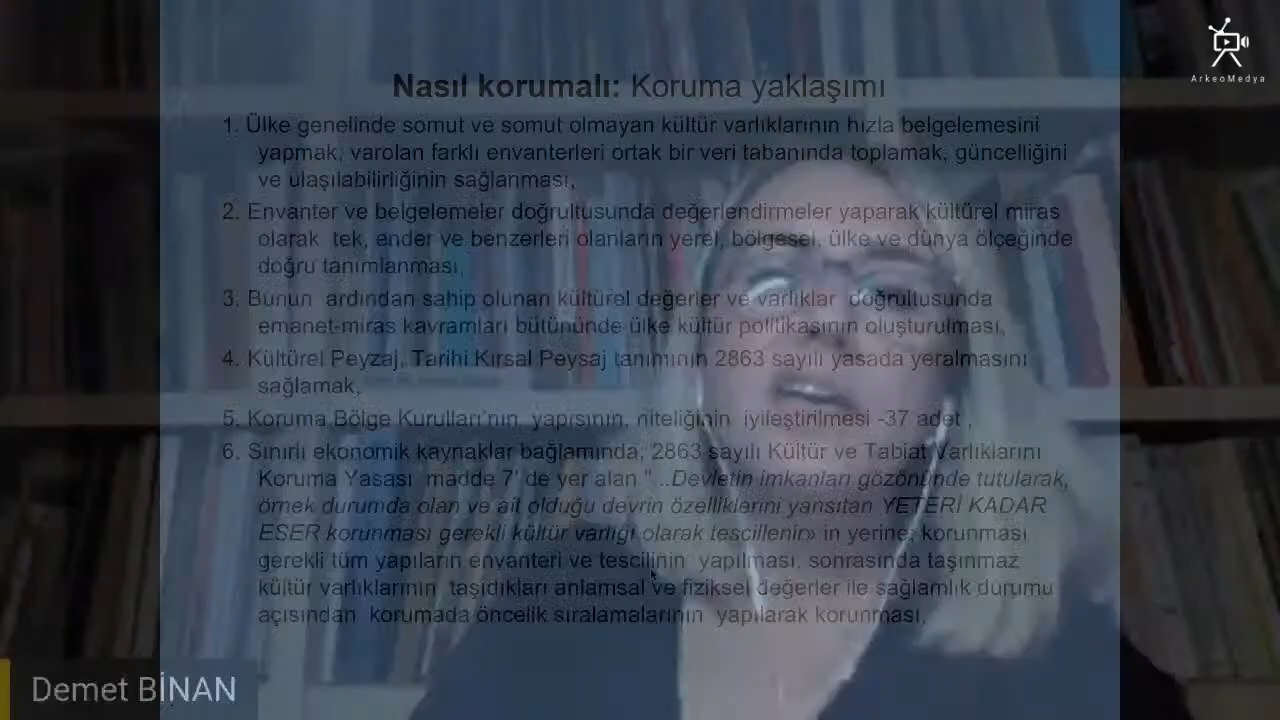 ArkeoMedya
Nasıl korumalı: Koruma yaklaşımı
1. Ülke genelinde somut ve somut olmayan kültür varlıklarının hızla belgelemesini
yapmak, varolan farklı envanterleri ortak bir veri tabanında toplamak, güncelliğini
ve ulaşılabilirliğinin sağlanması,
2. Envanter ve belgelemeler doğrultusunda değerlendirmeler yaparak kültürel miras
olarak tek, ender ve benzerleri olanların yerel, bölgesel, ülke ve dünya ölçeğinde
doğru tanımlanması,
3. Bunun ardından sahip olunan kültürel değerler ve varlıklar doğrultusunda
emanet-miras kavramları bütününde ülke kültür politikasının oluşturulması,
4. Kültürel Peyzaj, Tarihi Kırsal Peysaj tanımının 2863 sayılı yasada yeralmasını
sağlamak,
5. Koruma Bölge Kurulları'nın yapısının, niteliğinin iyileştirilmesi -37 adet ,
6. Sınırlı ekonomik kaynaklar bağlamında; 2863 sayılı Kültür ve Tabiat Varlıklarını
Koruma Yasası madde 7' de yer alan "...Devletin imkanları gözönünde tutularak,
örnek durumda olan ve ait olduğu devrin özelliklerini yansıtan YETERİ KADAR
ESER korunması gerekli kültür varlığı olarak tescillenir» in yerine; korunması
gerekli tüm yapıların envanteri ve tescilinin yapılması, sonrasında taşınmaz
kültür varlıklarının taşıdıkları anlamsal ve fiziksel değerler ile sağlamlık durumu
açısından korumada öncelik sıralamalarının yapılarak korunması,
Demet BİNAN